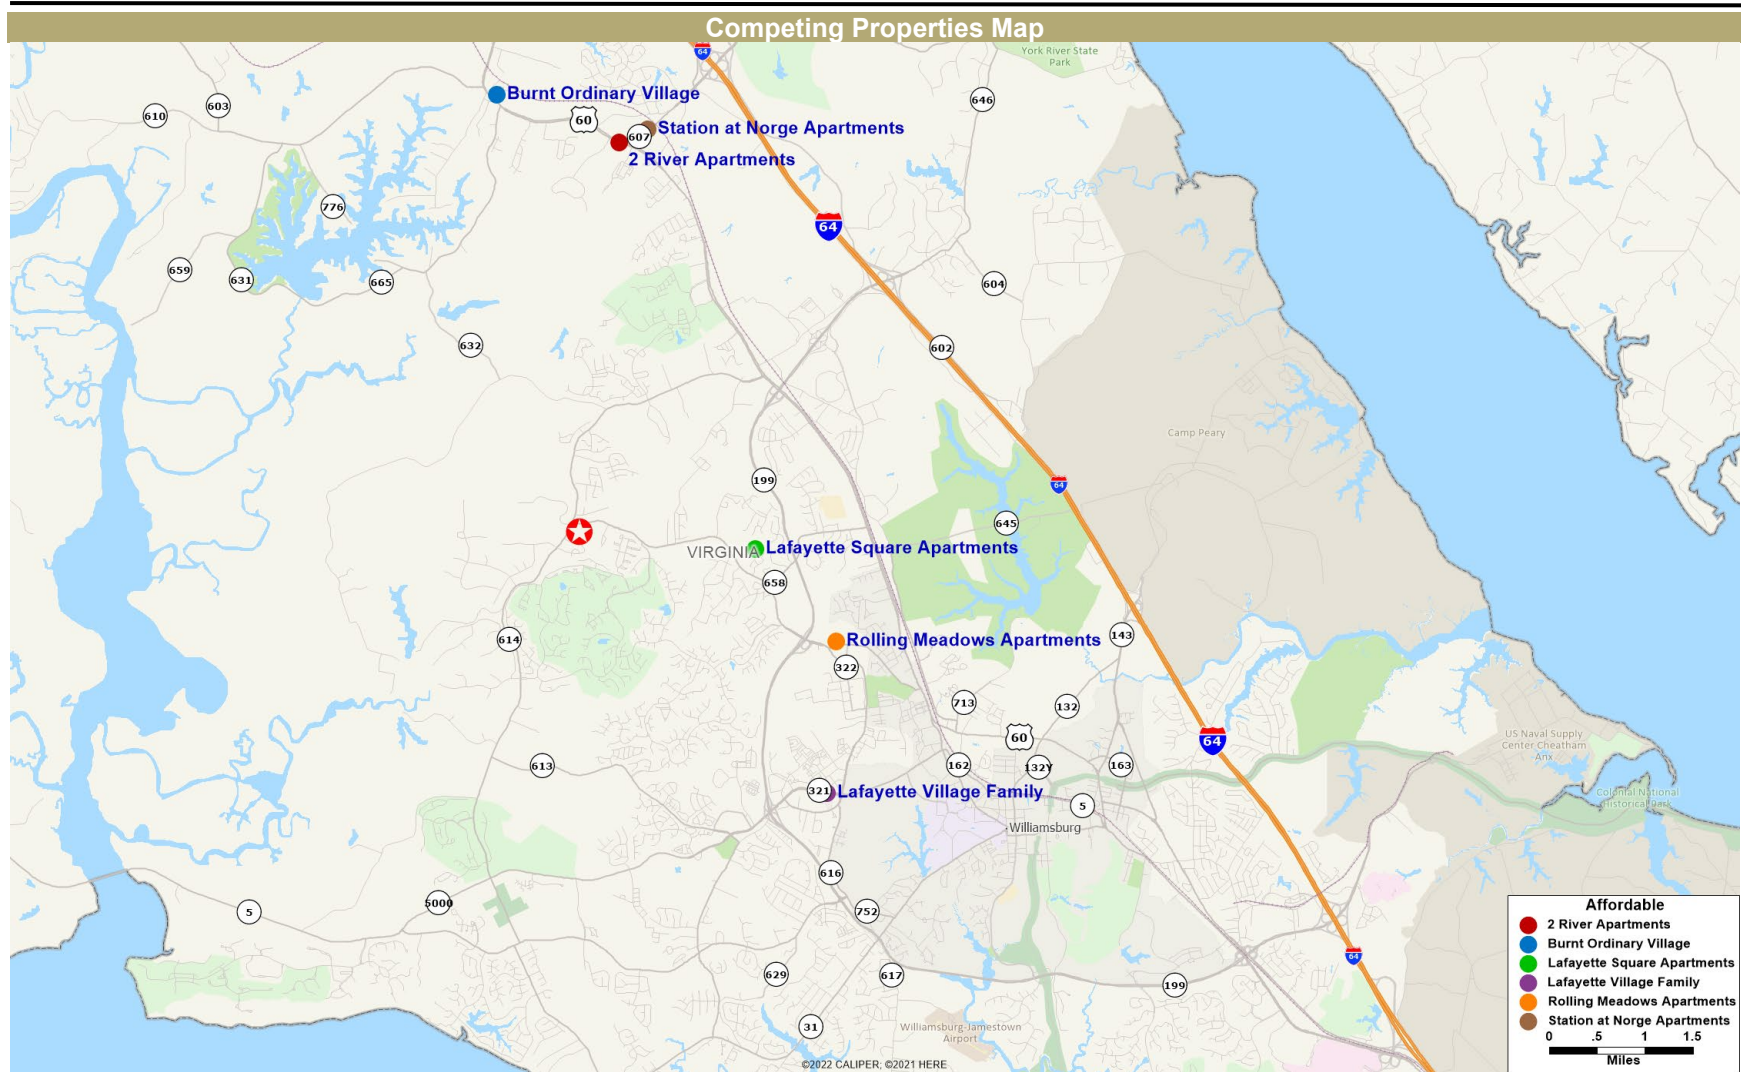 Competing Properties Map
64
York River State
Park
Burnt Ordinary Village
646
603
610
60
607
Station at Norge Apartments
2 River Apartments
776
64
659
631
665
604
632
602
Camp Peary
199
64
645
VIRGINIA
Lafayette Square Apartments
658
614
143
Rolling Meadows Apartments
322
713
132
60
64
US Naval Supply
Center Cheatham
Anx
613
162
132Y
163
321
Lafayette Village Family
5
Colonial National
Historical Park
Williamsburg
616
5000
5
752
64
629
617
199
31
Williamsburg-Jamestown
Airport
©2022 CALIPER; ©2021 HERE
Affordable
2 River Apartments
Burnt Ordinary Village
Lafayette Square Apartments
Lafayette Village Family
Rolling Meadows Apartments
Station at Norge Apartments
0 .5 1 1.5
Miles